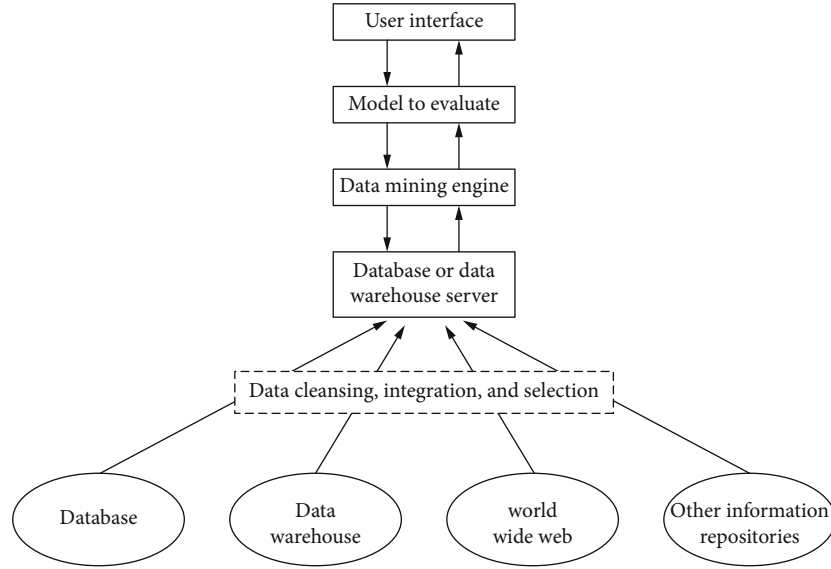 User interface
Model to evaluate
Data mining engine
Database or data
warehouse server
Data cleansing, integration, and selection
Database
Data
warehouse
world
wide web
Other information
repositories